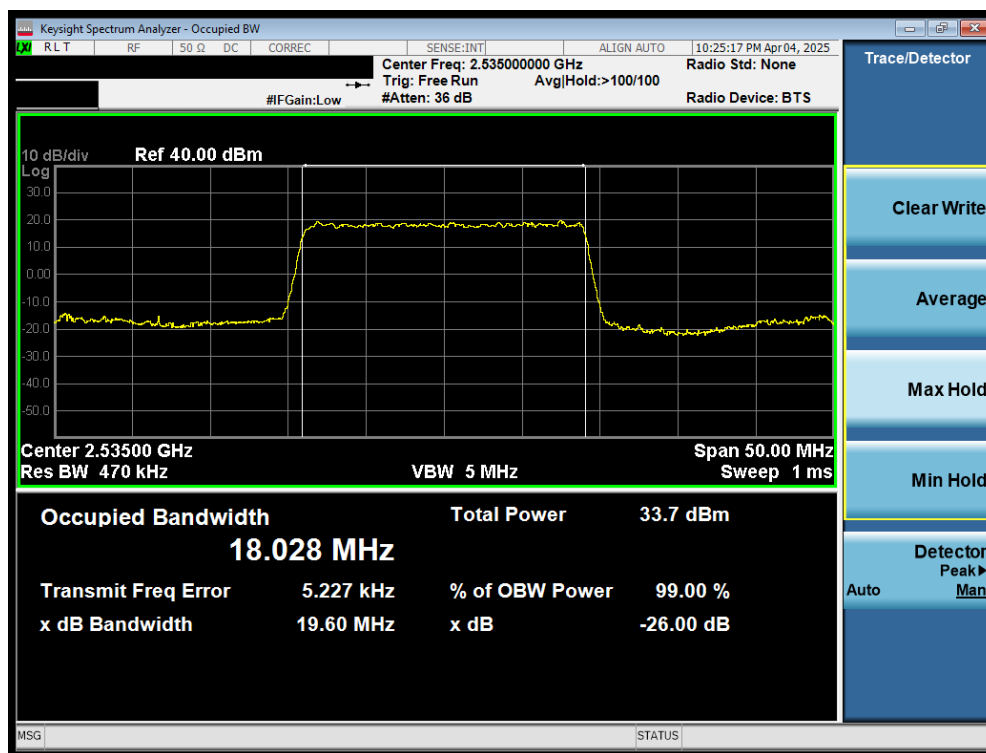 Keysight Spectrum Analyzer - Occupied BW
LXI RLT RF 50 Ω DC CORREC SENSE:INT ALIGN AUTO 10:25:17 PM Apr 04, 2025
Center Freq: 2.535000000 GHz Radio Std: None
Trig: Free Run Avg|Hold:>100/100
#IFGain:Low #Atten: 36 dB Radio Device: BTS
Trace/Detector
10 dB/div Ref 40.00 dBm
Log
30.0
20.0
10.0
0.00
-10.0
-20.0
-30.0
-40.0
-50.0
Center 2.53500 GHz Span 50.00 MHz
Res BW 470 kHz VBW 5 MHz Sweep 1 ms
Occupied Bandwidth Total Power 33.7 dBm
18.028 MHz
Transmit Freq Error 5.227 kHz % of OBW Power 99.00 %
x dB Bandwidth 19.60 MHz x dB -26.00 dB
Clear Write
Average
Max Hold
Min Hold
Detector
Peak▶
Auto Man
MSG STATUS